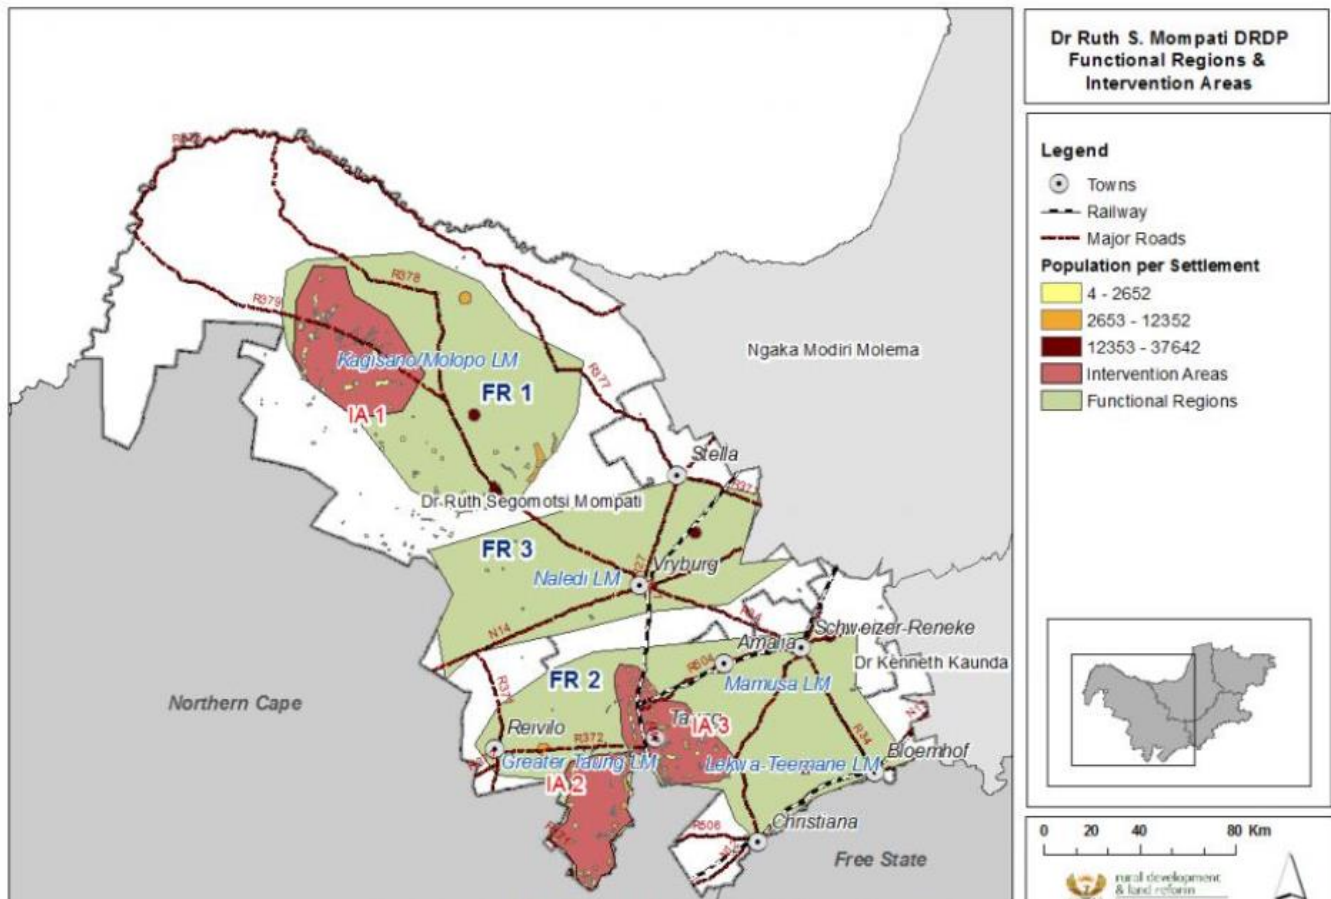 Dr Ruth S. Mompati DRDP
Functional Regions &
Intervention Areas
Legend
Towns
Railway
Major Roads
Population per Settlement
4 - 2652
2653 - 12352
12353 - 37642
Intervention Areas
Functional Regions
R378
R379
Kagisano/Molopo LM
FR 1
IA 1
R377
Ngaka Modiri Molema
Stella
Dr Ruth Segomotsi Mompati
FR 3
Vryburg
Naledi LM
N14
R34
Schweizer-Reneke
Amalia
R504
Dr Kenneth Kaunda
Mamusa LM
FR 2
Northern Cape
Reivilo
R372
IA 3
R34
Bloemhof
Greater Taung LM
Lekwa-Teemane LM
IA 2
Christiana
R506
Free State
0 20 40 80 Km
rural development
& land reform